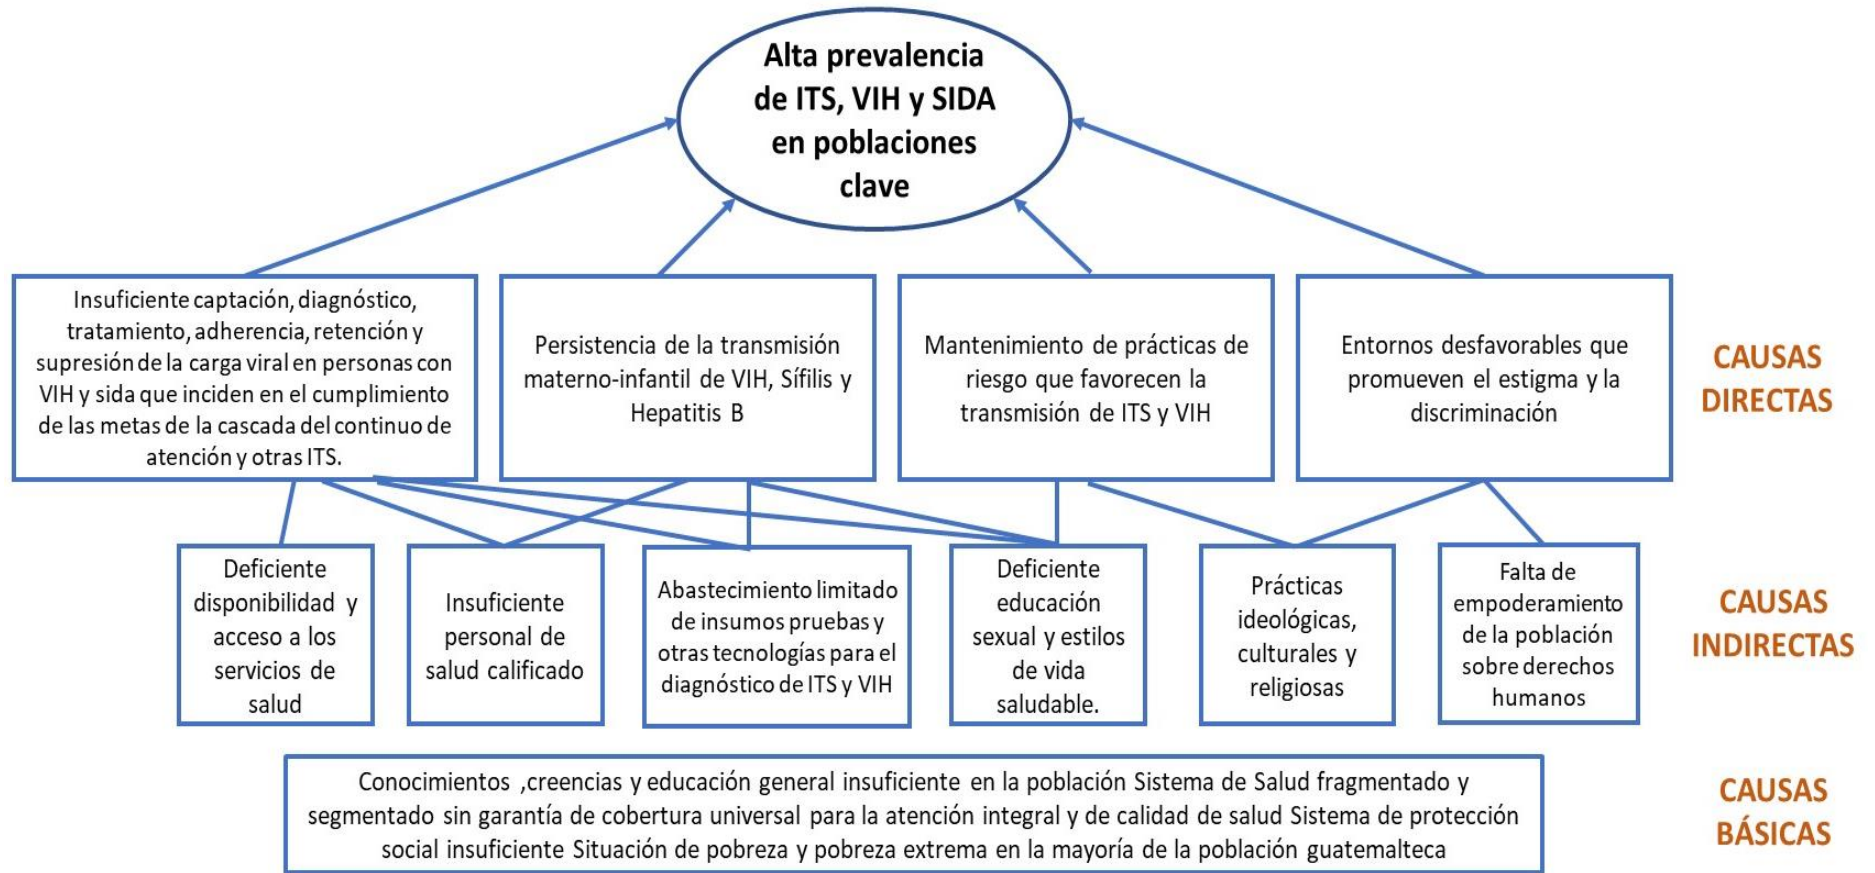 Alta prevalencia
de ITS, VIH y SIDA
en poblaciones
clave
Insuficiente captación, diagnóstico,
tratamiento, adherencia, retención y
supresión de la carga viral en personas con
VIH y sida que inciden en el cumplimiento
de las metas de la cascada del continuo de
atención y otras ITS.
Persistencia de la transmisión
materno-infantil de VIH, Sífilis y
Hepatitis B
Mantenimiento de prácticas de
riesgo que favorecen la
transmisión de ITS y VIH
Entornos desfavorables que
promueven el estigma y la
discriminación
CAUSAS
DIRECTAS
Deficiente
disponibilidad y
acceso a los
servicios de
salud
Insuficiente
personal de
salud calificado
Abastecimiento limitado
de insumos pruebas y
otras tecnologías para el
diagnóstico de ITS y VIH
Deficiente
educación
sexual y estilos
de vida
saludable.
Prácticas
ideológicas,
culturales y
religiosas
Falta de
empoderamiento
de la población
sobre derechos
humanos
CAUSAS
INDIRECTAS
Conocimientos ,creencias y educación general insuficiente en la población Sistema de Salud fragmentado y
segmentado sin garantía de cobertura universal para la atención integral y de calidad de salud Sistema de protección
social insuficiente Situación de pobreza y pobreza extrema en la mayoría de la población guatemalteca
CAUSAS
BÁSICAS